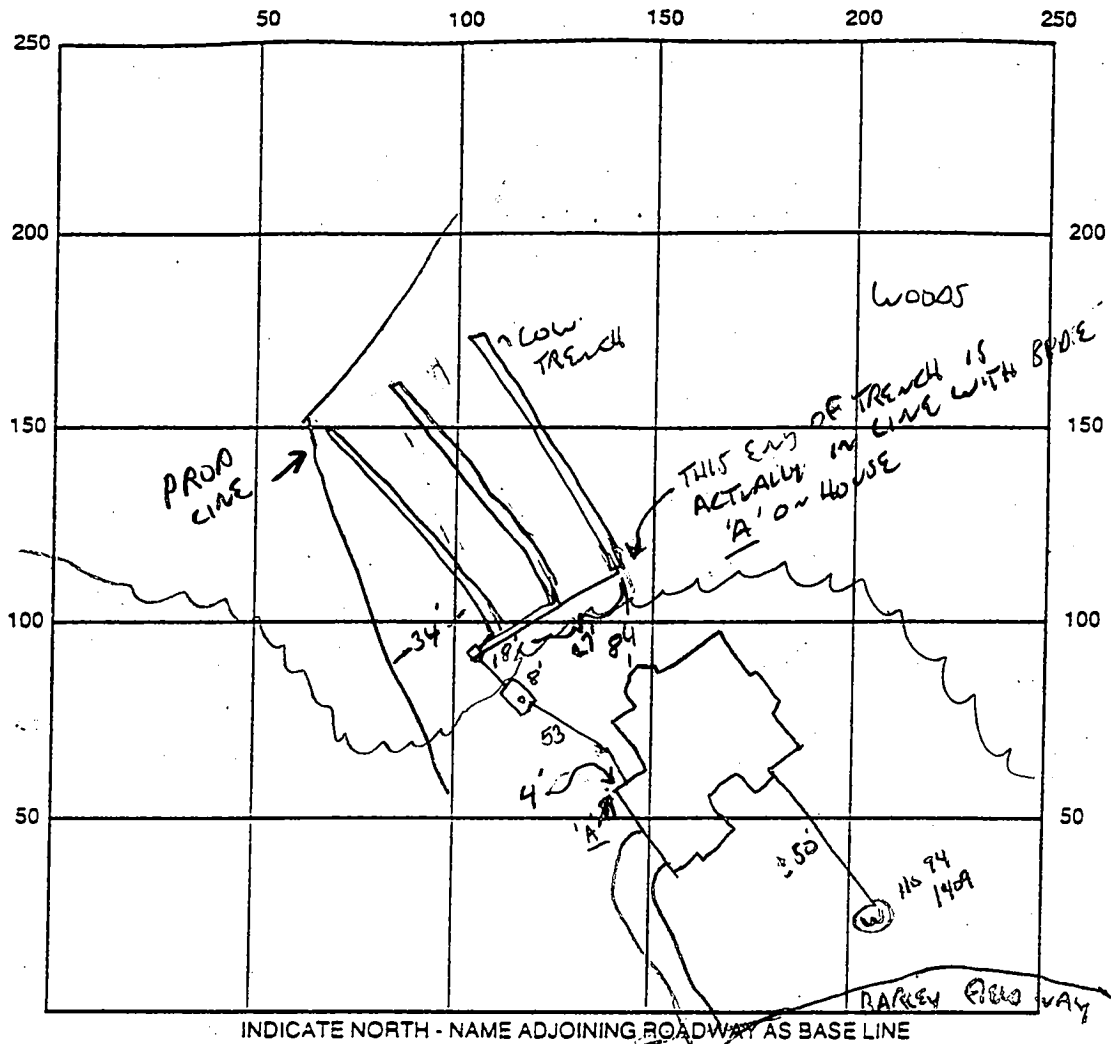 50 100 150 200 250
250
200 200
WOODS
LOW
TRENCH
THIS END OF TRENCH IS
ACTUALLY IN LINE WITH
'A' ON HOUSE
150 150
PROP
LINE
100 100
34'
18'
27'
84'
8'
53
4'
'A'
50 50
50'
HO 94
1409
W
BARLEY FIELD WAY
INDICATE NORTH - NAME ADJOINING ROADWAY AS BASE LINE